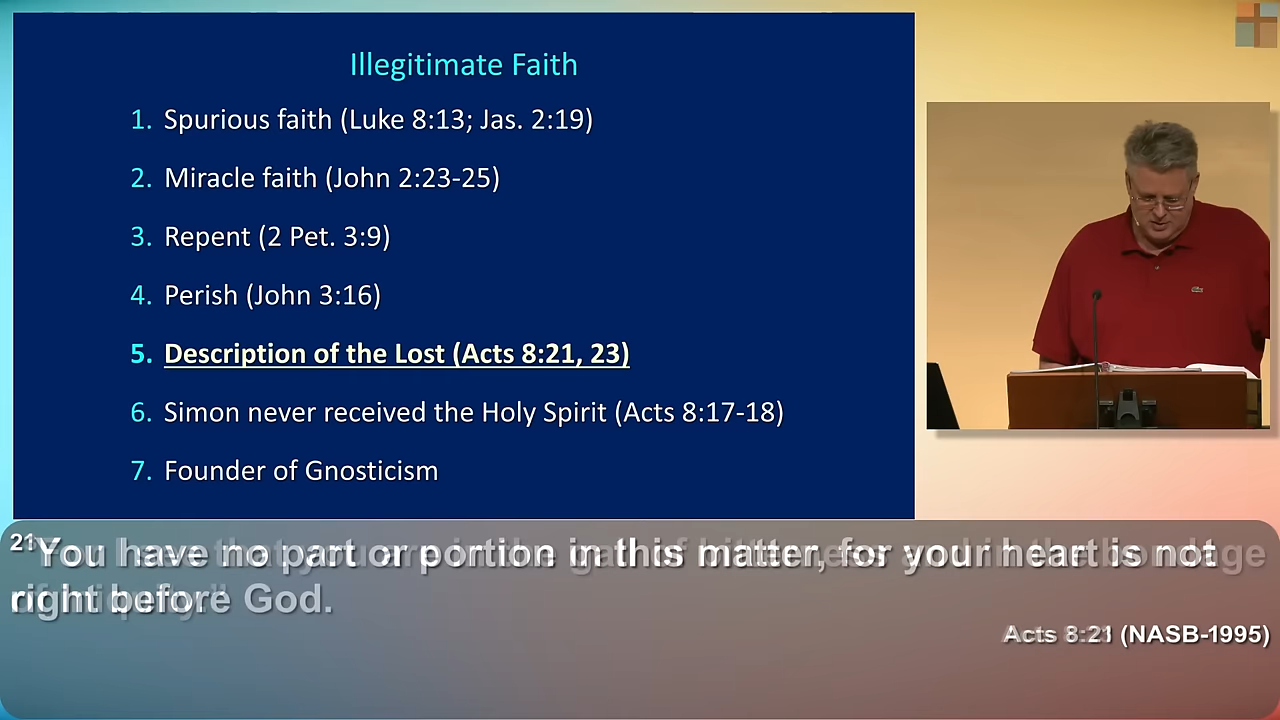 Illegitimate Faith
1. Spurious faith (Luke 8:13; Jas. 2:19)
2. Miracle faith (John 2:23-25)
3. Repent (2 Pet. 3:9)
4. Perish (John 3:16)
5. Description of the Lost (Acts 8:21, 23)
6. Simon never received the Holy Spirit (Acts 8:17-18)
7. Founder of Gnosticism
21 You have no part or portion in this matter, for your heart is not
right before God.
Acts 8:21 (NASB-1995)